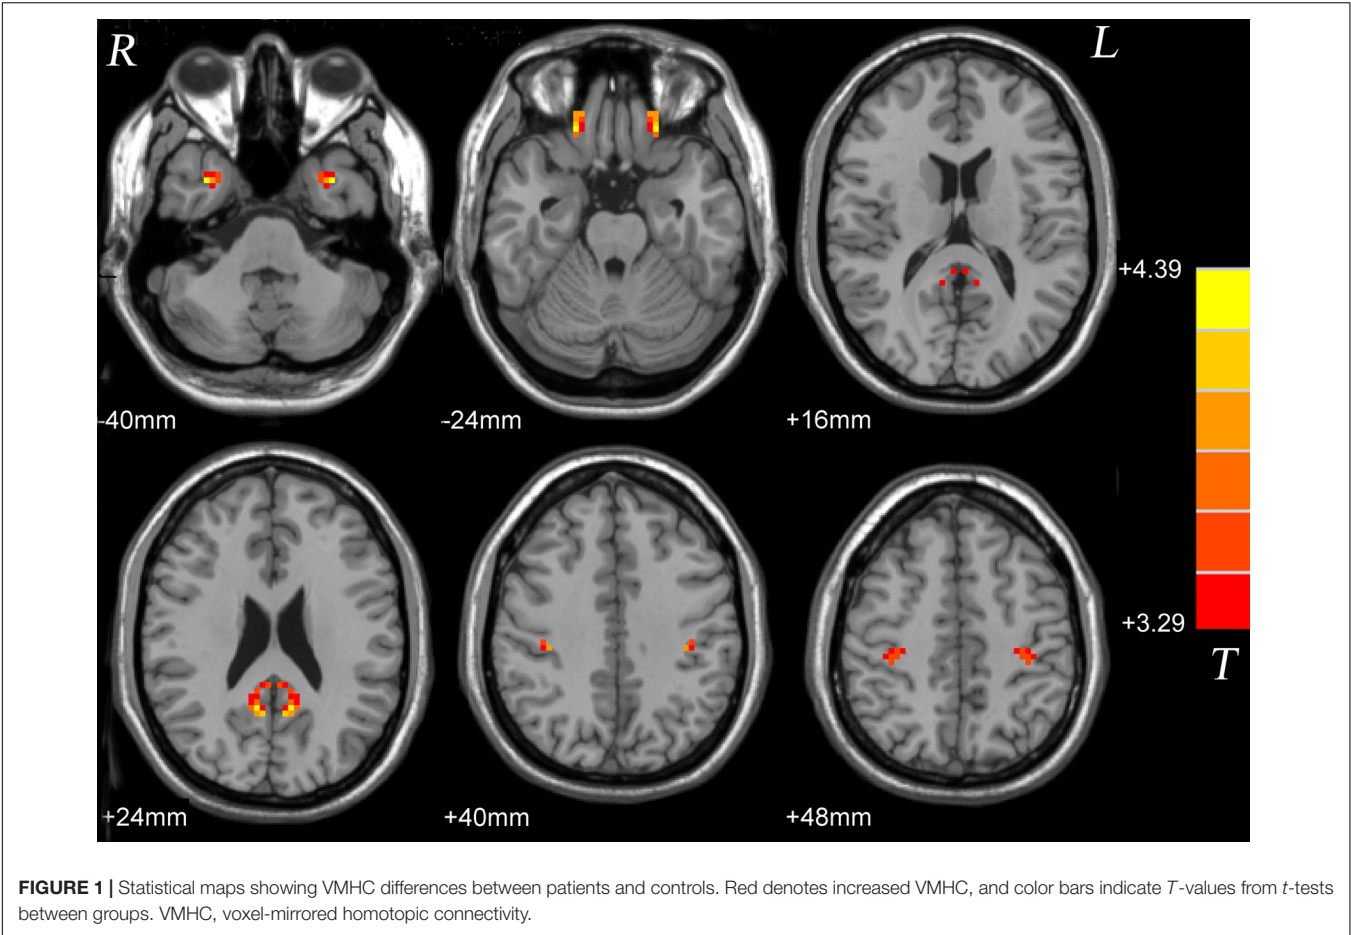 R
L
-40mm
-24mm
+16mm
+4.39
+3.29
T
+24mm
+40mm
+48mm
FIGURE 1 | Statistical maps showing VMHC differences between patients and controls. Red denotes increased VMHC, and color bars indicate T-values from t-tests
between groups. VMHC, voxel-mirrored homotopic connectivity.